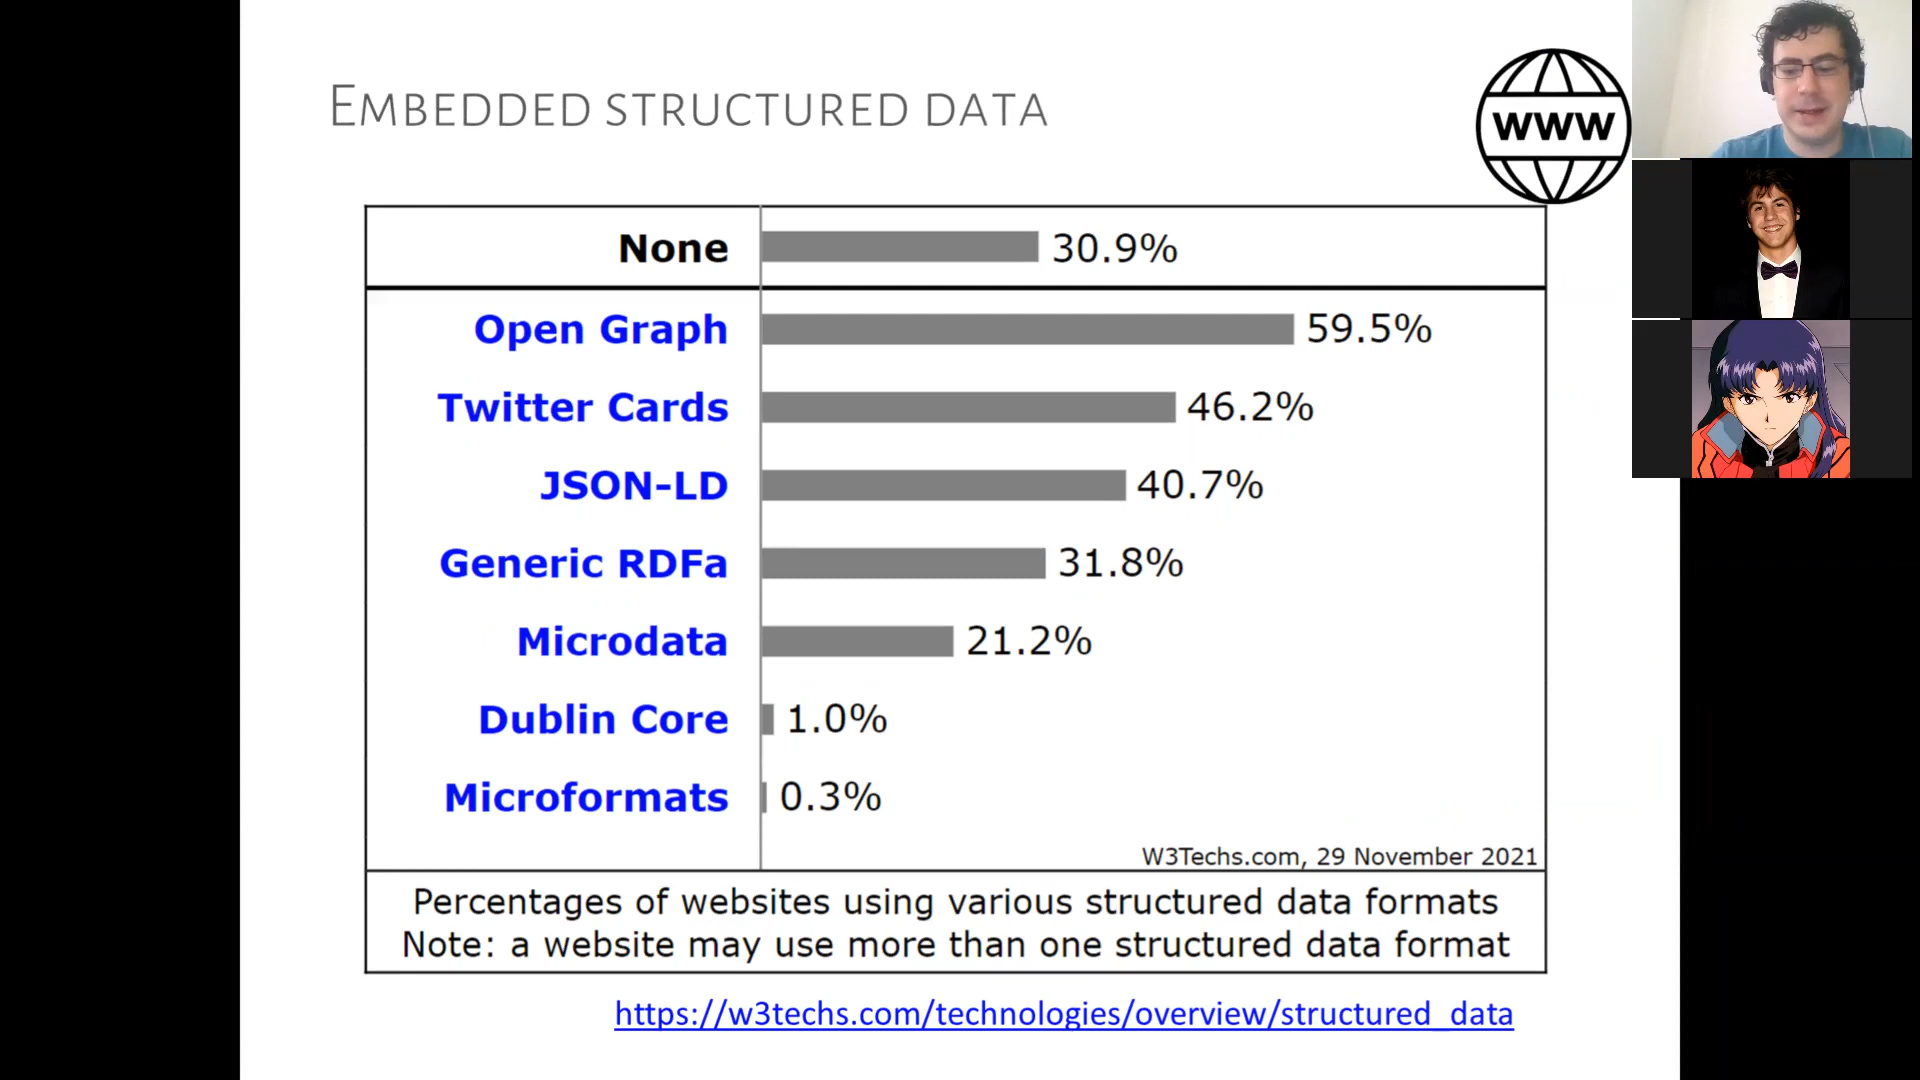 Embedded structured data
WWW
None 30.9%
Open Graph 59.5%
Twitter Cards 46.2%
JSON-LD 40.7%
Generic RDFa 31.8%
Microdata 21.2%
Dublin Core 1.0%
Microformats 0.3%
W3Techs.com, 29 November 2021
Percentages of websites using various structured data formats
Note: a website may use more than one structured data format
https://w3techs.com/technologies/overview/structured_data